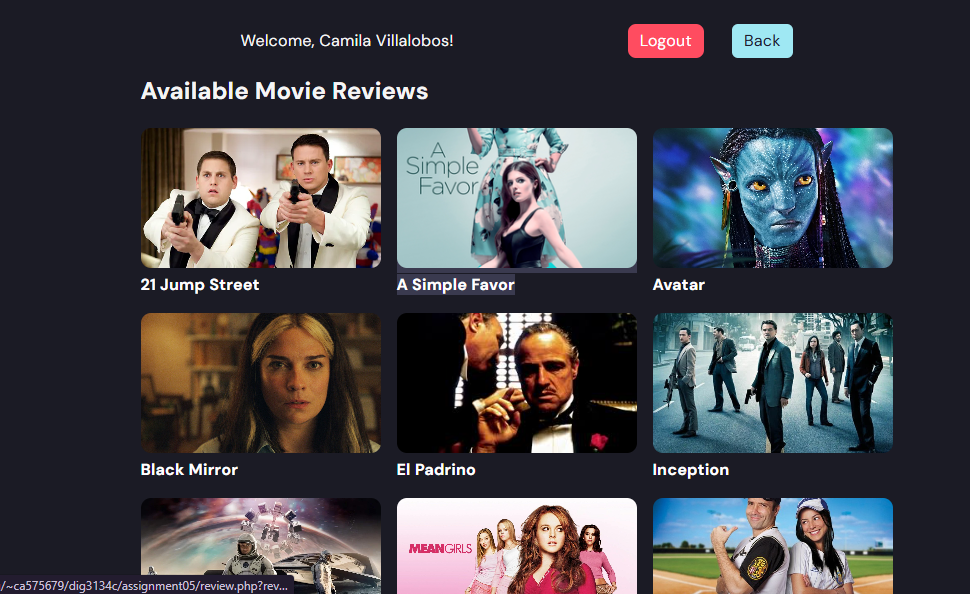 Welcome, Camila Villalobos!
Logout
Back
Available Movie Reviews
A
Simple
Favor
21 Jump Street
A Simple Favor
Avatar
Black Mirror
El Padrino
Inception
MEAN GIRLS
/~ca575679/dig3134c/assignment05/review.php?rev...